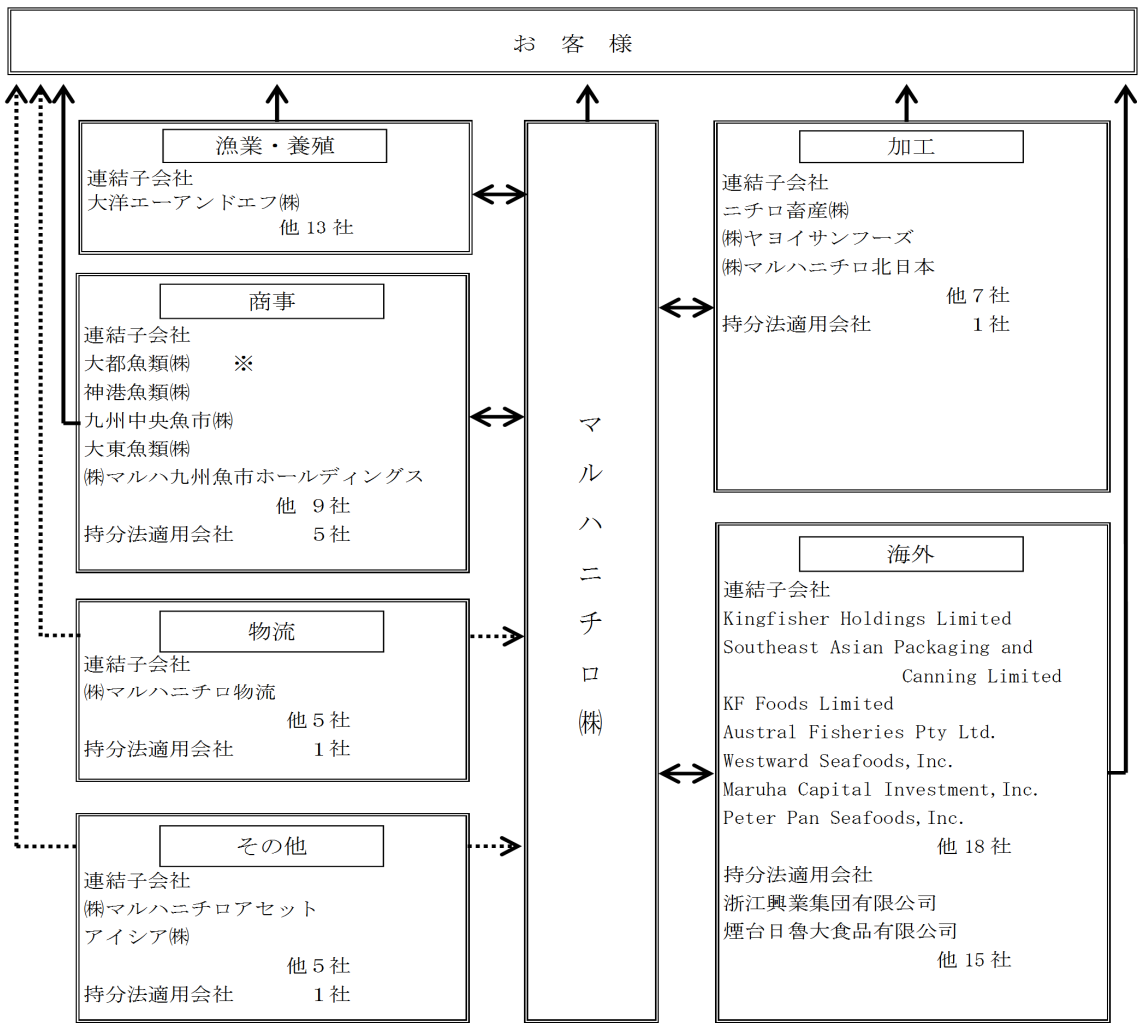 お 客 様
漁業・養殖
連結子会社
大洋エーアンドエフ㈱
他 13 社
商事
連結子会社
大都魚類㈱ ※
神港魚類㈱
九州中央魚市㈱
大東魚類㈱
㈱マルハ九州魚市ホールディングス
他 9社
持分法適用会社 5社
物流
連結子会社
㈱マルハニチロ物流
他5社
持分法適用会社 1社
その他
連結子会社
㈱マルハニチロアセット
アイシア㈱
他5社
持分法適用会社 1社
マルハニチロ㈱
加工
連結子会社
ニチロ畜産㈱
㈱ヤヨイサンフーズ
㈱マルハニチロ北日本
他7社
持分法適用会社 1社
海外
連結子会社
Kingfisher Holdings Limited
Southeast Asian Packaging and
Canning Limited
KF Foods Limited
Austral Fisheries Pty Ltd.
Westward Seafoods, Inc.
Maruha Capital Investment, Inc.
Peter Pan Seafoods, Inc.
他 18 社
持分法適用会社
浙江興業集団有限公司
煙台日魯大食品有限公司
他 15 社